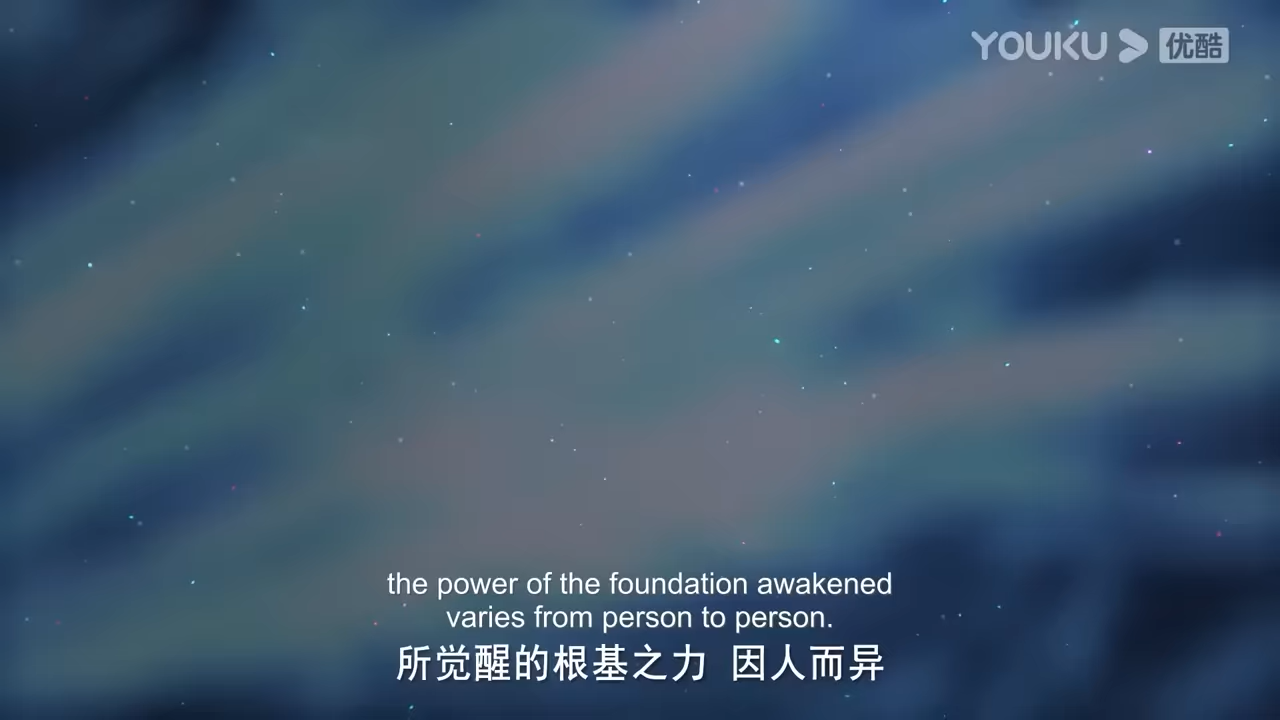 YOUKU 优酷
the power of the foundation awakened
varies from person to person.
所觉醒的根基之力 因人而异